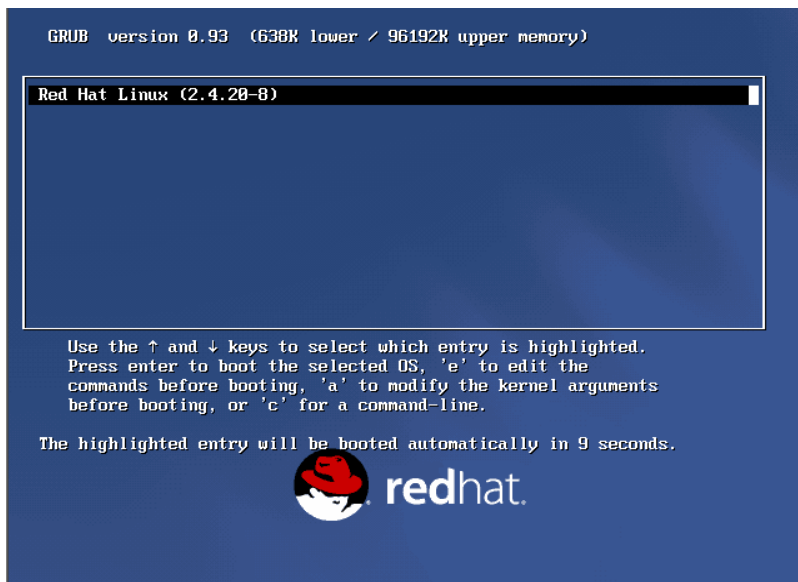 GRUB  version 0.93  (638K lower / 96192K upper memory)
Red Hat Linux (2.4.20-8)
Use the ↑ and ↓ keys to select which entry is highlighted.
Press enter to boot the selected OS, 'e' to edit the
commands before booting, 'a' to modify the kernel arguments
before booting, or 'c' for a command-line.
The highlighted entry will be booted automatically in 9 seconds.
redhat.